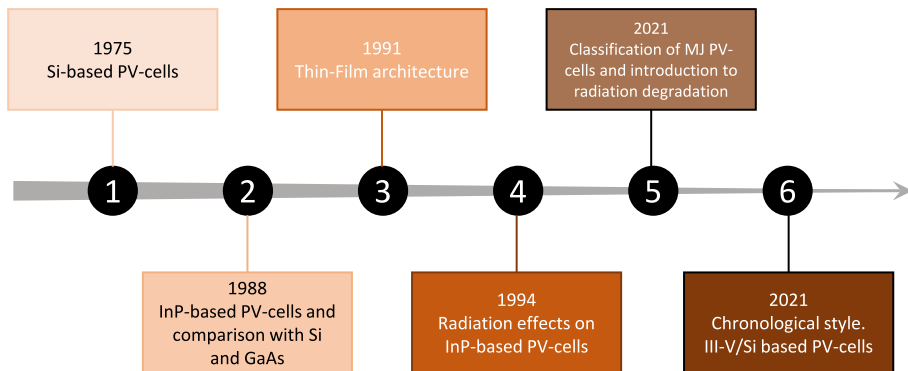 1975
Si-based PV-cells
1991
Thin-Film architecture
2021
Classification of MJ PV-
cells and introduction to
radiation degradation
1
2
3
4
5
6
1988
InP-based PV-cells and
comparison with Si
and GaAs
1994
Radiation effects on
InP-based PV-cells
2021
Chronological style.
III-V/Si based PV-cells